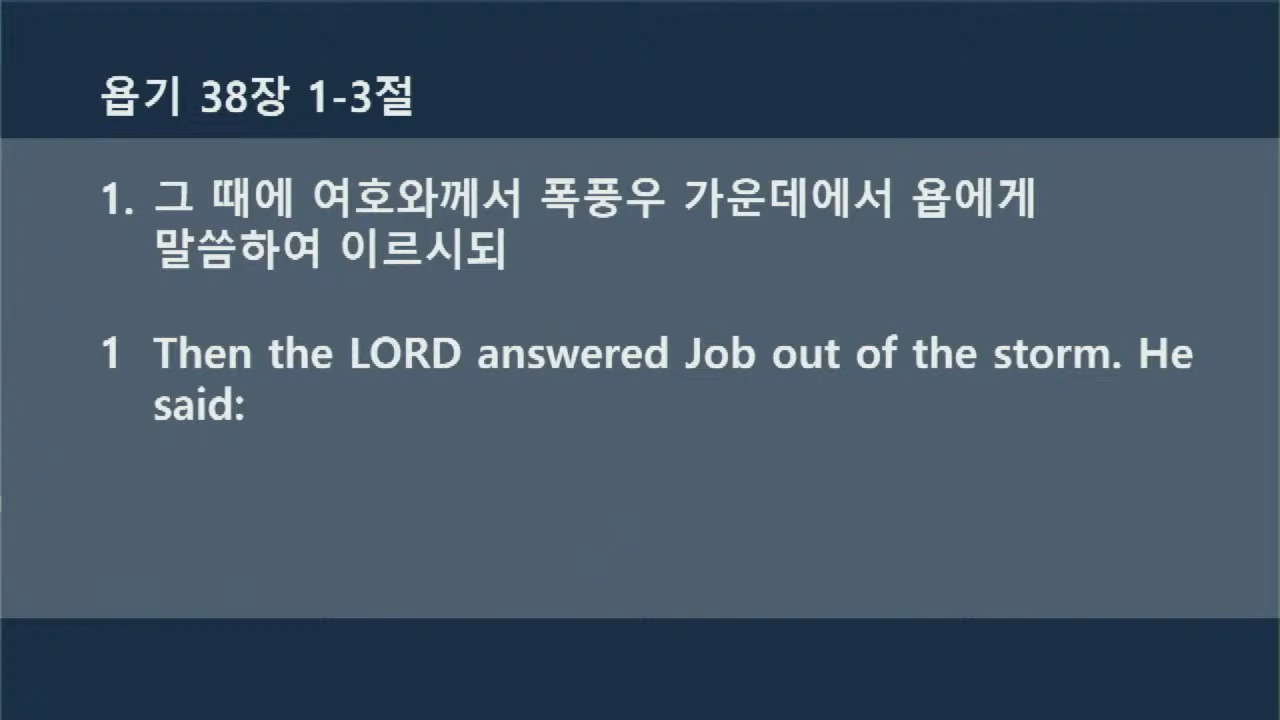 욥기 38장 1-3절
1. 그 때에 여호와께서 폭풍우 가운데에서 욥에게
말씀하여 이르시되
1 Then the LORD answered Job out of the storm. He
said: